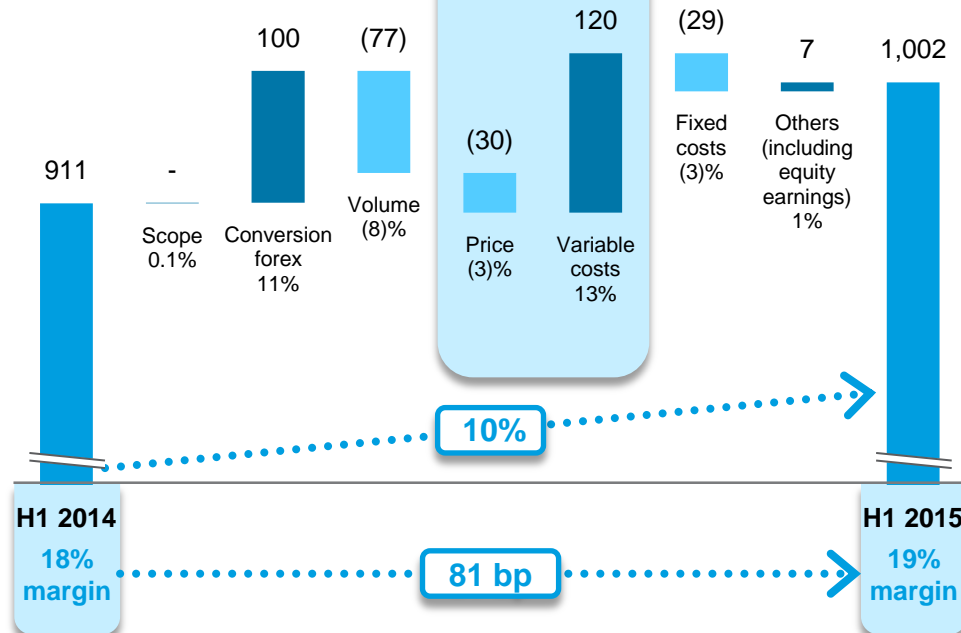 911
-
Scope
0.1%
100
Conversion
forex
11%
(77)
Volume
(8)%
(30)
Price
(3)%
120
Variable
costs
13%
(29)
Fixed
costs
(3)%
7
Others
(including
equity
earnings)
1%
1,002
10%
H1 2014
18%
margin
81 bp
H1 2015
19%
margin